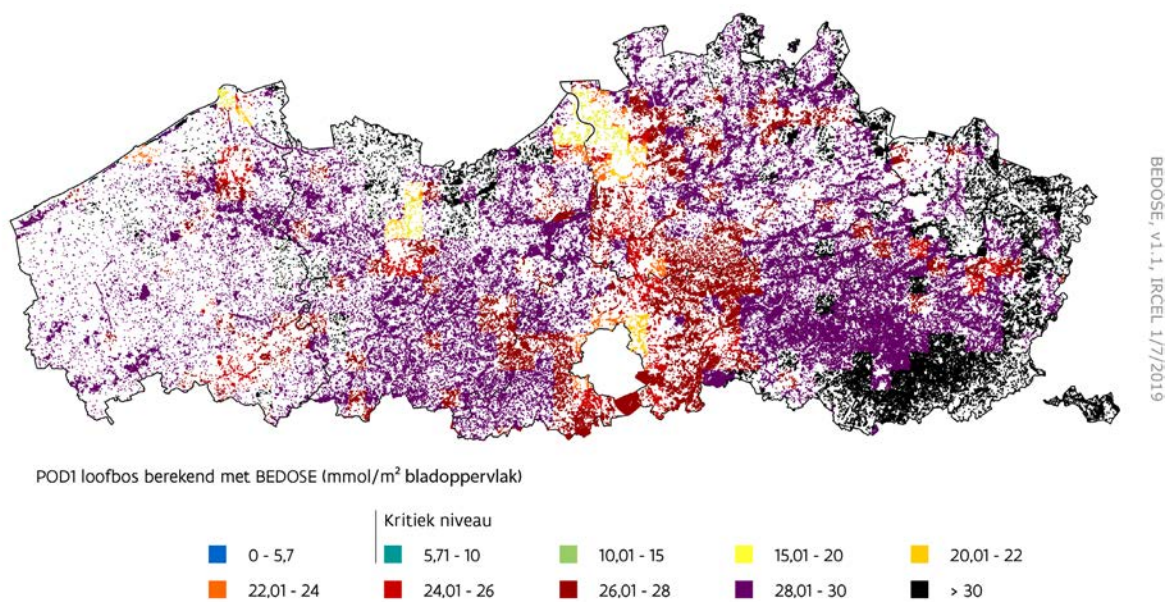 BEDOSE, v1.1, IRCEL 1/7/2019
POD1 loofbos berekend met BEDOSE (mmol/m² bladoppervlak)
Kritiek niveau
0 - 5,7 5,71 - 10 10,01 - 15 15,01 - 20 20,01 - 22
22,01 - 24 24,01 - 26 26,01 - 28 28,01 - 30 > 30